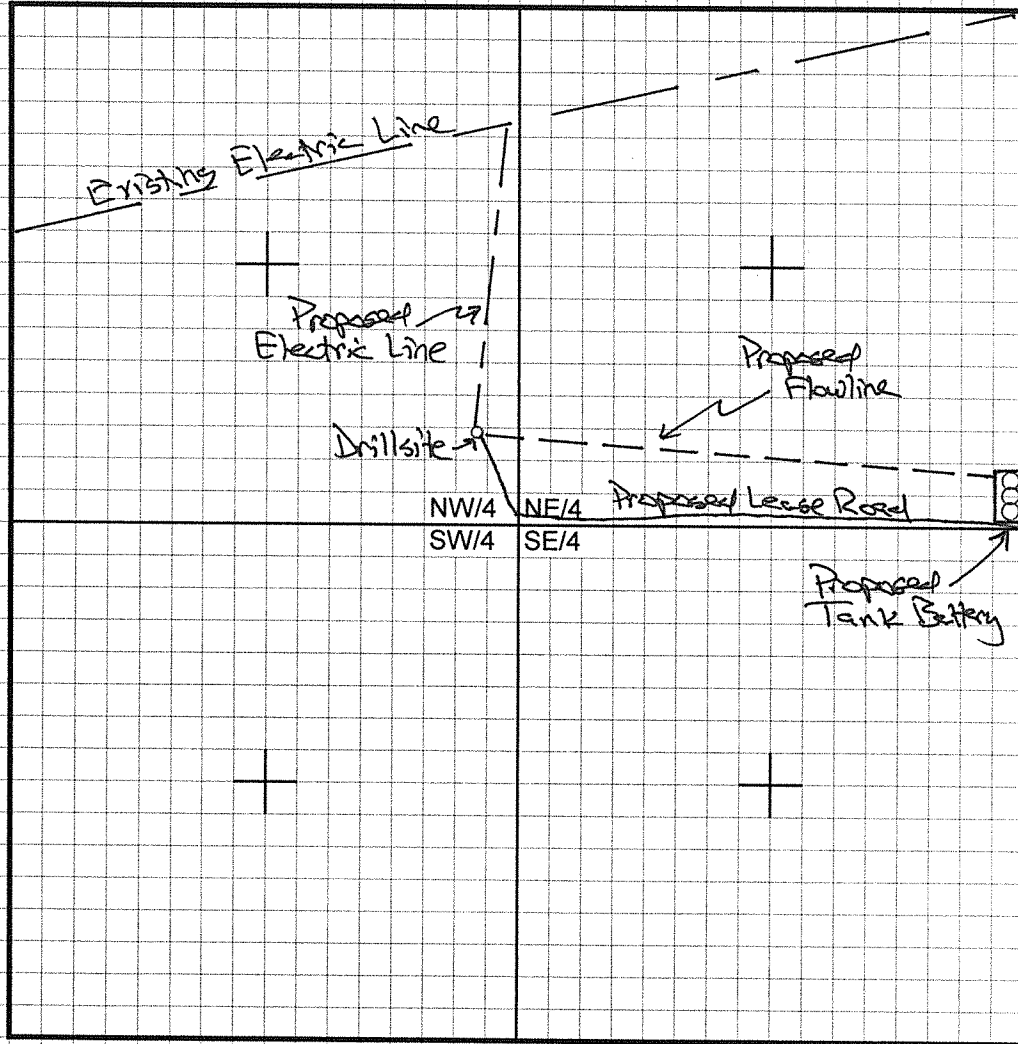 Existing Electric Line
Proposed
Electric Line
Proposed
Flowline
Drillsite
NW/4 NE/4
Proposed Lease Road
SW/4 SE/4
Proposed
Tank Battery